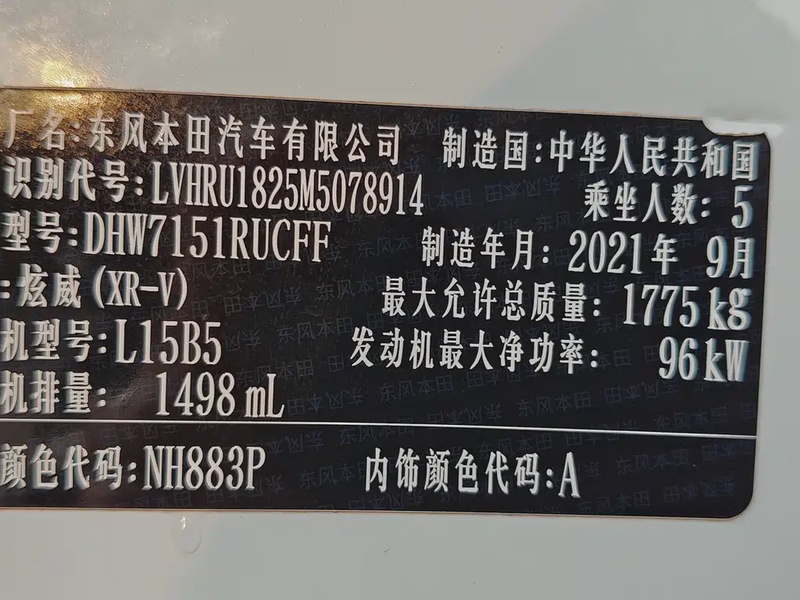 厂名:东风本田汽车有限公司 制造国:中华人民共和国
识别代号:LVHRU1825M5078914 乘坐人数: 5
型号:DHW7151RUCFF 制造年月: 2021年 9月
:炫威(XR-V) 最大允许总质量: 1775kg
机型号:L15B5 发动机最大净功率: 96kW
机排量: 1498mL
颜色代码:NH883P 内饰颜色代码:A